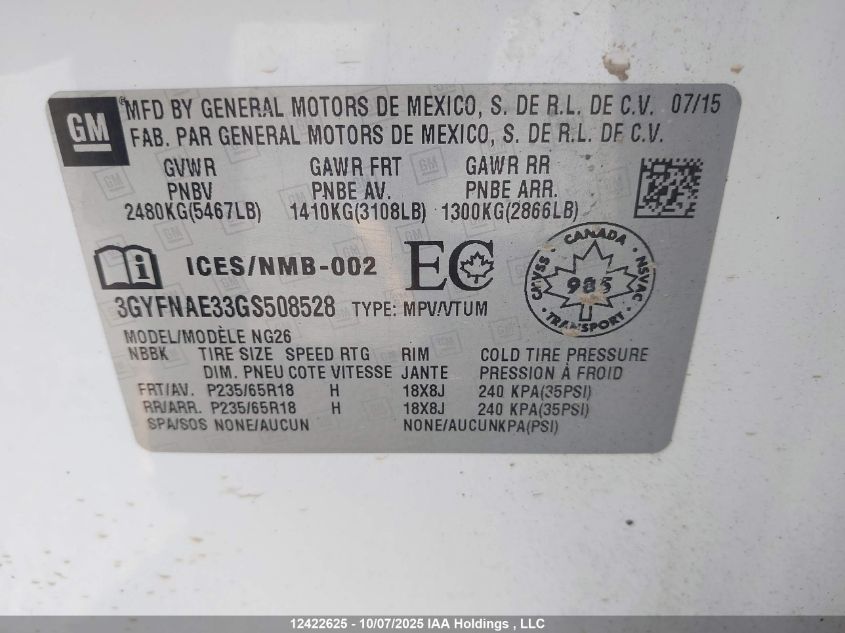 GM
MFD BY GENERAL MOTORS DE MEXICO, S. DE R.L. DE C.V. 07/15
FAB. PAR GENERAL MOTORS DE MEXICO, S. DE R.L. DE C.V.
GVWR GAWR FRT GAWR RR
PNBV PNBE AV. PNBE ARR.
2480KG(5467LB) 1410KG(3108LB) 1300KG(2866LB)
i ICES/NMB-002 EC
CANADA
CMVSS 985 NSVAC
TRANSPORT
3GYFNAE33GS508528 TYPE: MPV/VTUM
MODEL/MODÈLE NG26
NBBK TIRE SIZE SPEED RTG RIM COLD TIRE PRESSURE
DIM. PNEU COTE VITESSE JANTE PRESSION À FROID
FRT/AV. P235/65R18 H 18X8J 240 KPA(35PSI)
RR/ARR. P235/65R18 H 18X8J 240 KPA(35PSI)
SPA/SOS NONE/AUCUN NONE/AUCUNKPA(PSI)
12422625 - 10/07/2025 IAA Holdings , LLC